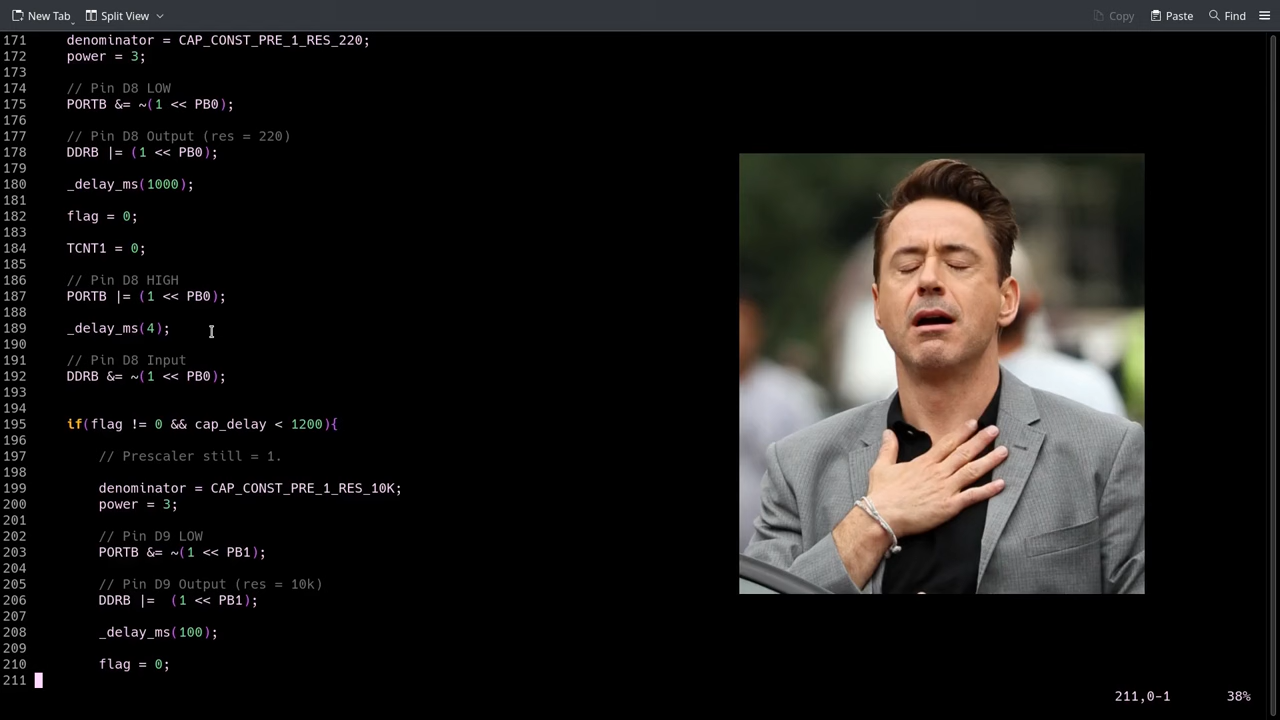 New Tab Split View Copy Paste Find
171 denominator = CAP_CONST_PRE_1_RES_220;
172 power = 3;
173
174 // Pin D8 LOW
175 PORTB &= ~(1 << PB0);
176
177 // Pin D8 Output (res = 220)
178 DDRB |= (1 << PB0);
179
180 _delay_ms(1000);
181
182 flag = 0;
183
184 TCNT1 = 0;
185
186 // Pin D8 HIGH
187 PORTB |= (1 << PB0);
188
189 _delay_ms(4);
190
191 // Pin D8 Input
192 DDRB &= ~(1 << PB0);
193
194
195 if(flag != 0 && cap_delay < 1200){
196
197 // Prescaler still = 1.
198
199 denominator = CAP_CONST_PRE_1_RES_10K;
200 power = 3;
201
202 // Pin D9 LOW
203 PORTB &= ~(1 << PB1);
204
205 // Pin D9 Output (res = 10k)
206 DDRB |=  (1 << PB1);
207
208 _delay_ms(100);
209
210 flag = 0;
211
211,0-1 38%